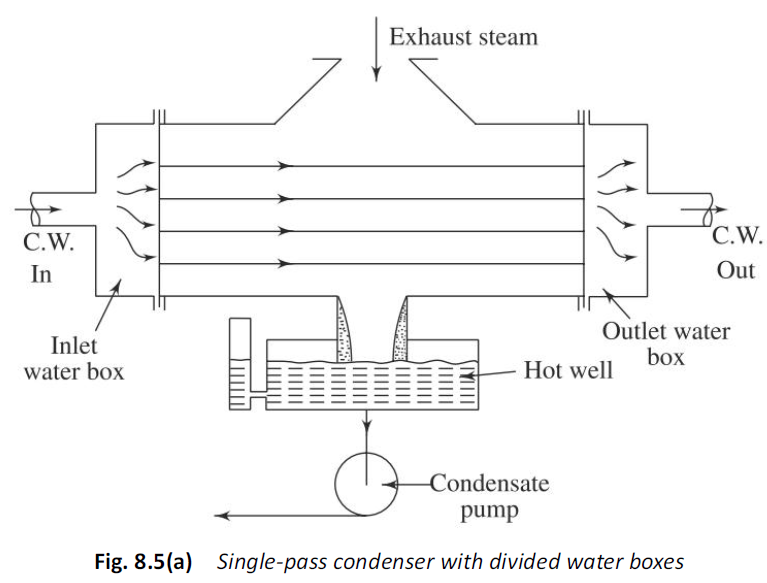 Exhaust steam
C.W.
In
C.W.
Out
Inlet
water box
Outlet water
box
Hot well
Condensate
pump
Fig. 8.5(a) Single-pass condenser with divided water boxes